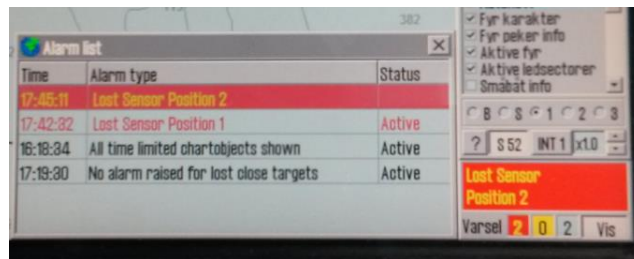 382
Alarm list
Time Alarm type Status
17:45:11 Lost Sensor Position 2
17:42:32 Lost Sensor Position 1 Active
16:18:34 All time limited chartobjects shown Active
17:19:30 No alarm raised for lost close targets Active
Fyr karakter
Fyr peker info
Aktive fyr
Aktive ledsectorer
Småbåt info
B S 1 2 3
? S 52 INT 1 x1.0
Lost Sensor
Position 2
Varsel 2 0 2 Vis